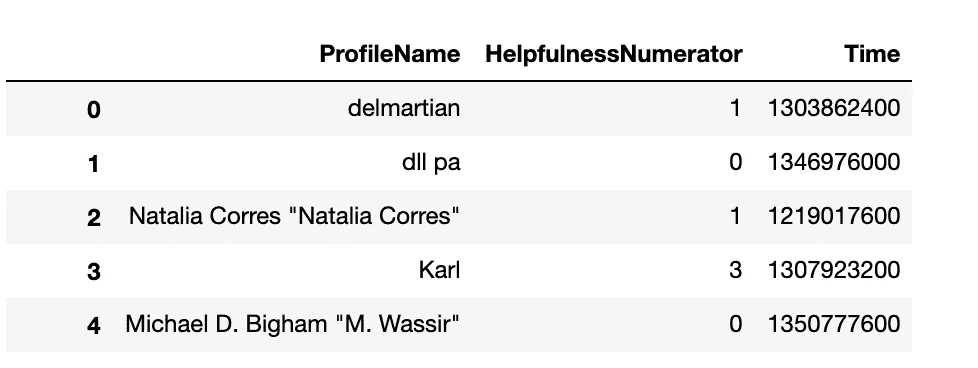 ProfileName HelpfulnessNumerator Time
0 delmartian 1 1303862400
1 dll pa 0 1346976000
2 Natalia Corres "Natalia Corres" 1 1219017600
3 Karl 3 1307923200
4 Michael D. Bigham "M. Wassir" 0 1350777600